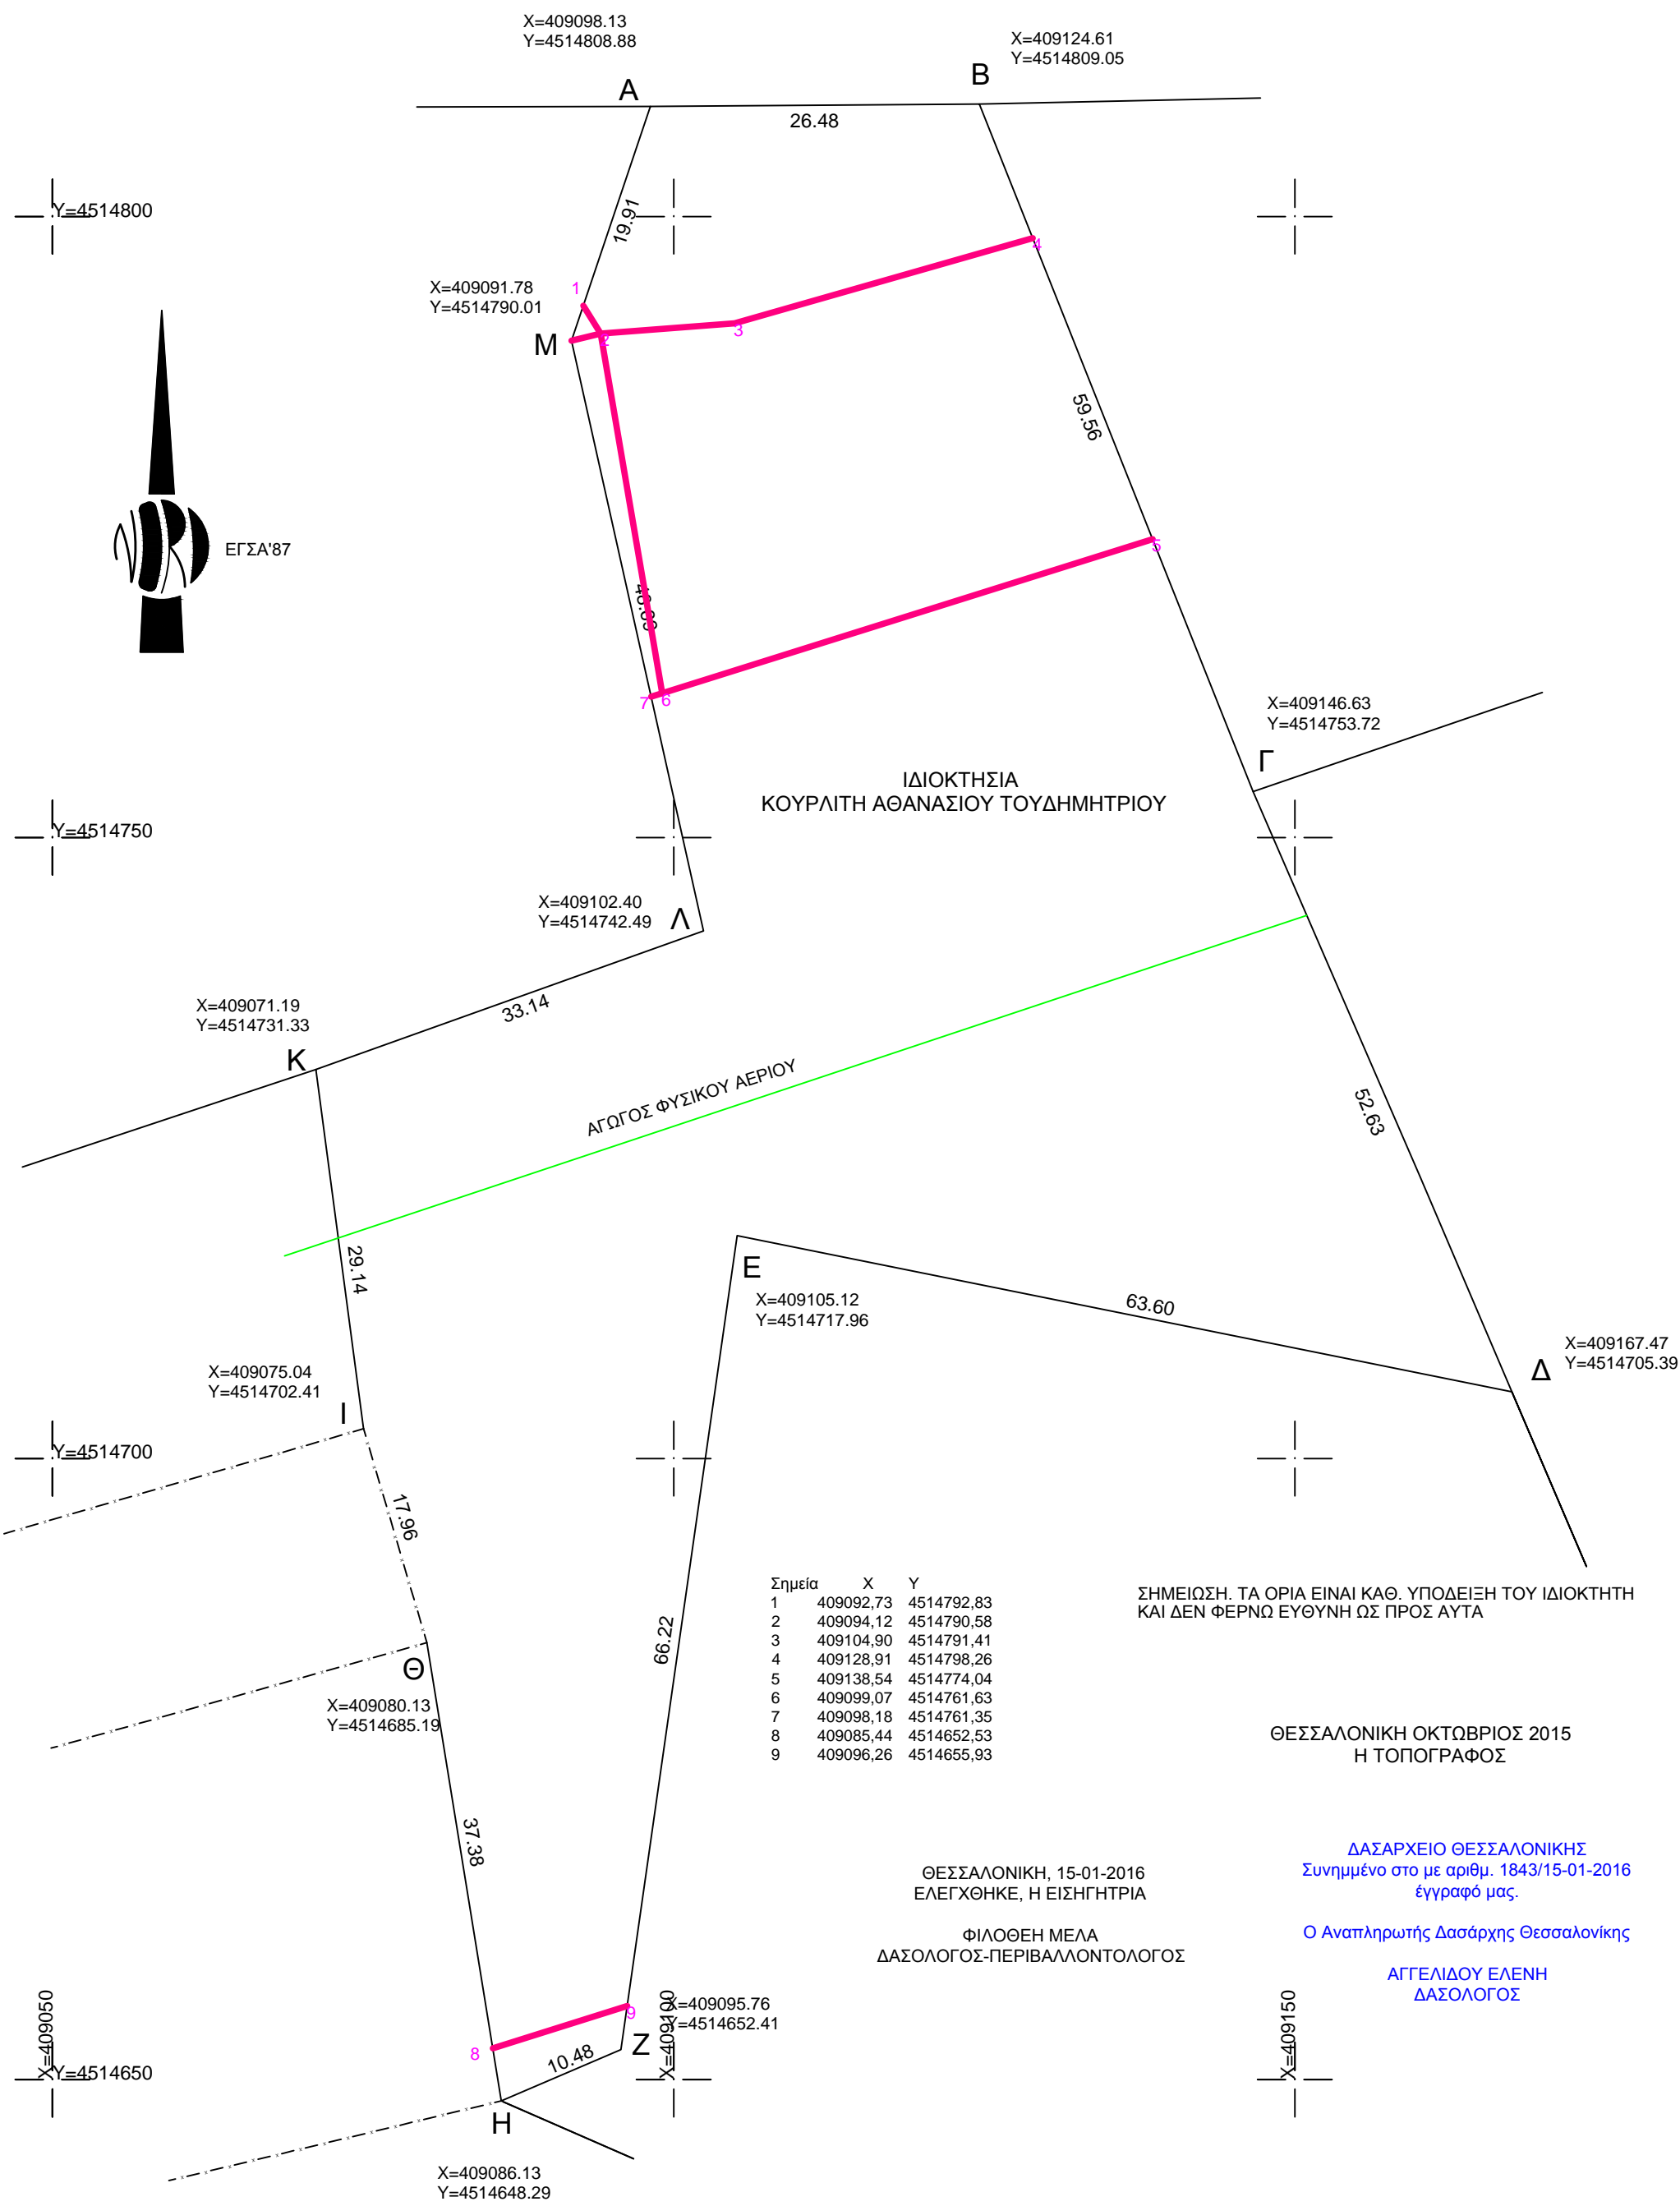 X=409098.13
Y=4514808.88
X=409124.61
Y=4514809.05
A
B
26.48
Y=4514800
19.91
4
1
X=409091.78
Y=4514790.01
M
2
3
59.56
ΕΓΣΑ'87
5
7
6
X=409146.63
Y=4514753.72
Γ
ΙΔΙΟΚΤΗΣΙΑ
ΚΟΥΡΛΙΤΗ ΑΘΑΝΑΣΙΟΥ ΤΟΥΔΗΜΗΤΡΙΟΥ
Y=4514750
X=409102.40
Y=4514742.49
Λ
X=409071.19
Y=4514731.33
33.14
K
ΑΓΩΓΟΣ ΦΥΣΙΚΟΥ ΑΕΡΙΟΥ
52.63
29.14
E
X=409105.12
Y=4514717.96
63.60
X=409167.47
Y=4514705.39
Δ
X=409075.04
Y=4514702.41
I
Y=4514700
17.96
Σημεία X Y
1 409092,73 4514792,83
2 409094,12 4514790,58
3 409104,90 4514791,41
4 409128,91 4514798,26
5 409138,54 4514774,04
6 409099,07 4514761,63
7 409098,18 4514761,35
8 409085,44 4514652,53
9 409096,26 4514655,93
ΣΗΜΕΙΩΣΗ. ΤΑ ΟΡΙΑ ΕΙΝΑΙ ΚΑΘ. ΥΠΟΔΕΙΞΗ ΤΟΥ ΙΔΙΟΚΤΗΤΗ
ΚΑΙ ΔΕΝ ΦΕΡΝΩ ΕΥΘΥΝΗ ΩΣ ΠΡΟΣ ΑΥΤΑ
66.22
Θ
X=409080.13
Y=4514685.19
ΘΕΣΣΑΛΟΝΙΚΗ ΟΚΤΩΒΡΙΟΣ 2015
Η ΤΟΠΟΓΡΑΦΟΣ
37.38
ΘΕΣΣΑΛΟΝΙΚΗ, 15-01-2016
ΕΛΕΓΧΘΗΚΕ, Η ΕΙΣΗΓΗΤΡΙΑ
ΦΙΛΟΘΕΗ ΜΕΛΑ
ΔΑΣΟΛΟΓΟΣ-ΠΕΡΙΒΑΛΛΟΝΤΟΛΟΓΟΣ
ΔΑΣΑΡΧΕΙΟ ΘΕΣΣΑΛΟΝΙΚΗΣ
Συνημμένο στο με αριθμ. 1843/15-01-2016
έγγραφό μας.
Ο Αναπληρωτής Δασάρχης Θεσσαλονίκης
ΑΓΓΕΛΙΔΟΥ ΕΛΕΝΗ
ΔΑΣΟΛΟΓΟΣ
X=409050
X=409100
X=409150
9
X=409095.76
Y=4514652.41
Z
8
10.48
Y=4514650
H
X=409086.13
Y=4514648.29